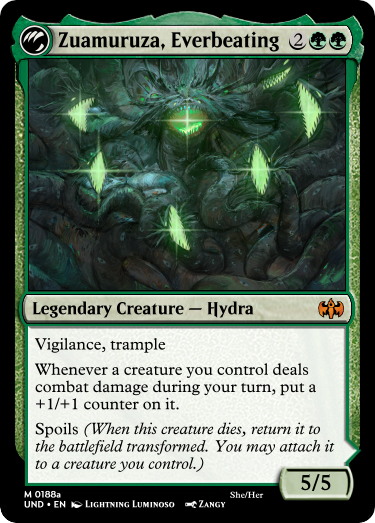 Zuamuruza, Everbeating 2
Legendary Creature — Hydra
Vigilance, trample
Whenever a creature you control deals
combat damage during your turn, put a
+1/+1 counter on it.
Spoils (When this creature dies, return it to
the battlefield transformed. You may attach it
to a creature you control.)
5/5
M 0188a
She/Her
UND • EN Lightning Luminoso Zangy